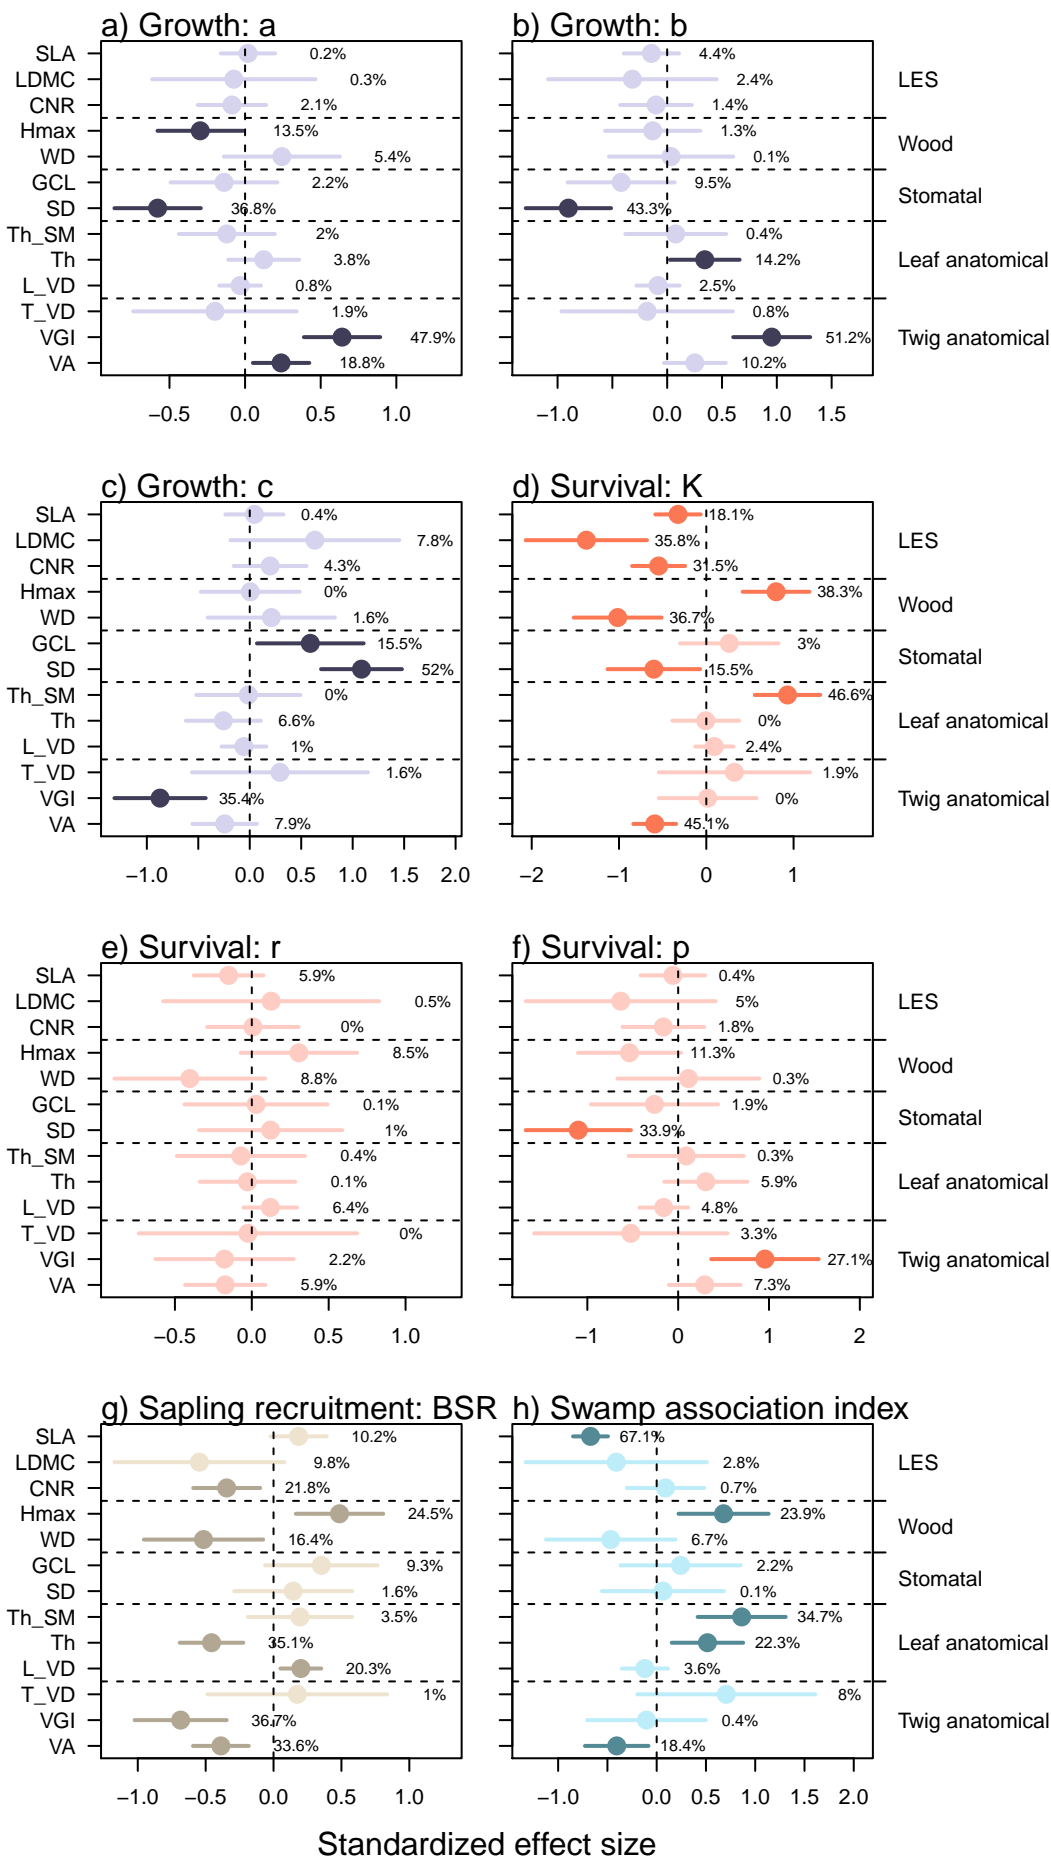 a) Growth: a
b) Growth: b
SLA 0.2% 4.4%
LDMC 0.3% 2.4% LES
CNR 2.1% 1.4%
Hmax 13.5% 1.3%
Wood
WD 5.4% 0.1%
GCL 2.2% 9.5%
Stomatal
SD 36.8% 43.3%
Th_SM 2% 0.4%
Th 3.8% 14.2% Leaf anatomical
L_VD 0.8% 2.5%
T_VD 1.9% 0.8%
VGI 47.9% 51.2% Twig anatomical
VA 18.8% 10.2%
−0.5 0.0 0.5 1.0
−1.0 0.0 0.5 1.0 1.5
c) Growth: c
d) Survival: K
SLA 0.4% 18.1%
LDMC 7.8% 35.8% LES
CNR 4.3% 31.5%
Hmax 0% 38.3%
Wood
WD 1.6% 36.7%
GCL 15.5% 3%
Stomatal
SD 52% 15.5%
Th_SM 0% 46.6%
Th 6.6% 0% Leaf anatomical
L_VD 1% 2.4%
T_VD 1.6% 1.9%
VGI 35.4% 0% Twig anatomical
VA 7.9% 45.1%
−1.0 0.0 0.5 1.0 1.5 2.0
−2 −1 0 1
e) Survival: r
f) Survival: p
SLA 5.9% 0.4%
LDMC 0.5% 5% LES
CNR 0% 1.8%
Hmax 8.5% 11.3%
Wood
WD 8.8% 0.3%
GCL 0.1% 1.9%
Stomatal
SD 1% 33.9%
Th_SM 0.4% 0.3%
Th 0.1% 5.9% Leaf anatomical
L_VD 6.4% 4.8%
T_VD 0% 3.3%
VGI 2.2% 27.1% Twig anatomical
VA 5.9% 7.3%
−0.5 0.0 0.5 1.0
−1 0 1 2
g) Sapling recruitment: BSR
h) Swamp association index
SLA 10.2% 67.1%
LDMC 9.8% 2.8% LES
CNR 21.8% 0.7%
Hmax 24.5% 23.9%
Wood
WD 16.4% 6.7%
GCL 9.3% 2.2%
Stomatal
SD 1.6% 0.1%
Th_SM 3.5% 34.7%
Th 35.1% 22.3% Leaf anatomical
L_VD 20.3% 3.6%
T_VD 1% 8%
VGI 36.7% 0.4% Twig anatomical
VA 33.6% 18.4%
−1.0 −0.5 0.0 0.5 1.0
−1.0 0.0 0.5 1.0 1.5 2.0
Standardized effect size